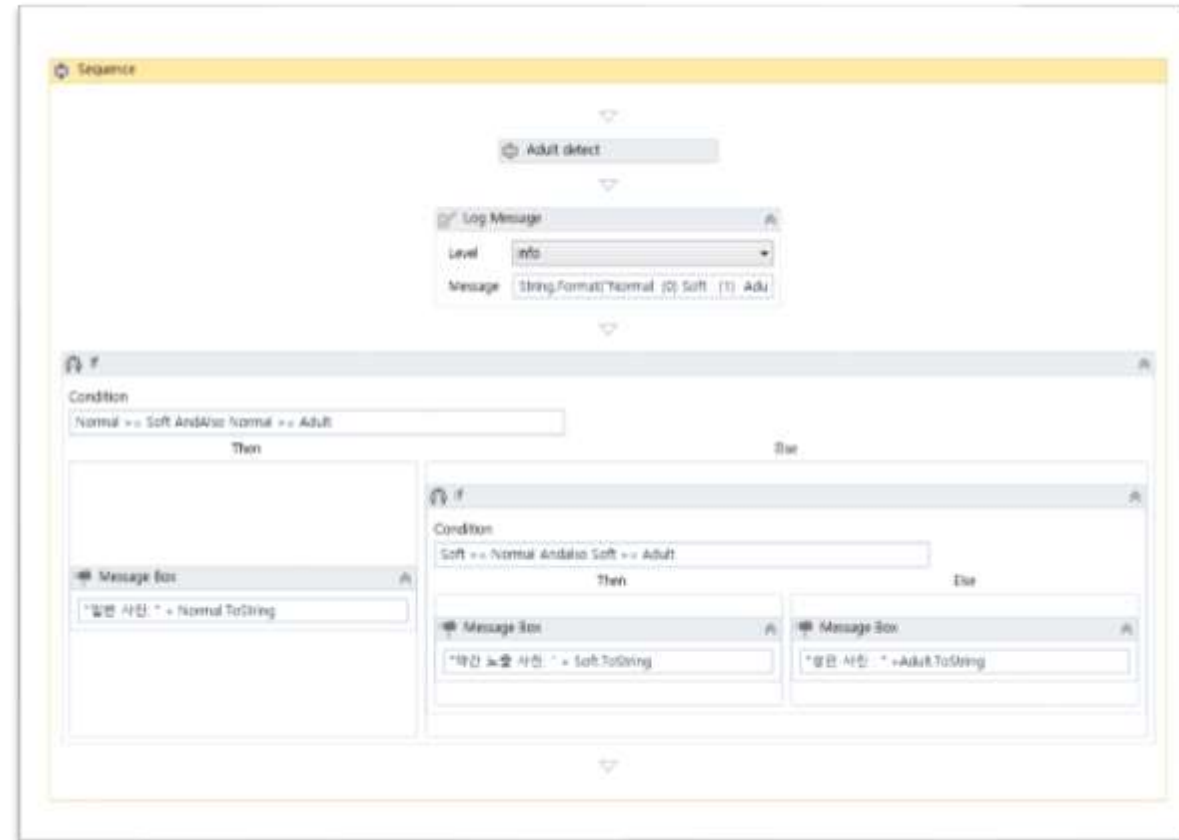 Sequence
Adult detect
Log Message
Level Info
Message String.Format("Normal {0} Soft {1} Adu
If
Condition
Normal >= Soft AndAlso Normal >= Adult
Then
Else
Message Box
"일반 사진: " + Normal.ToString
If
Condition
Soft >= Normal Andalso Soft >= Adult
Then
Else
Message Box
"약간 노출 사진: " + Soft.ToString
Message Box
"성인 사진 : " +Adult.ToString